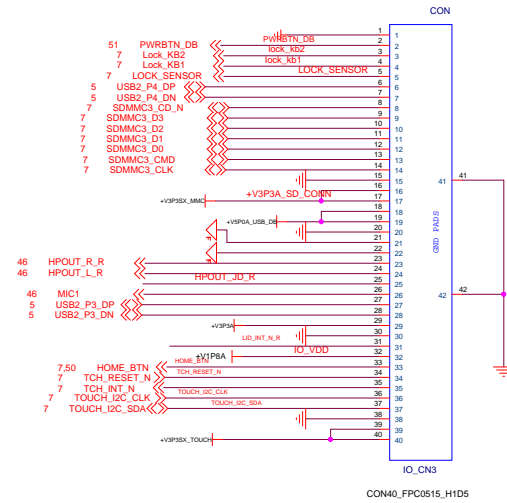 CON
1 1
51 PWRBTN_DB PWRBTN_DB 2 2
7 Lock_KB2 lock_kb2 3 3
7 Lock_KB1 lock_kb1 4 4
7 LOCK_SENSOR LOCK_SENSOR 5 5
5 USB2_P4_DP 6 6
5 USB2_P4_DN 7 7
7 SDMMC3_CD_N 8 8
7 SDMMC3_D3 9 9
7 SDMMC3_D2 10 10
7 SDMMC3_D1 11 11
7 SDMMC3_D0 12 12
7 SDMMC3_CMD 13 13
7 SDMMC3_CLK 14 14
15 15 41 41
+V3P3A_SD_CONN 16 16
+V3P3SX_MMC 17 17
18 18
+V5P0A_USB_DB 19 19
20 20
21 21 GND PADS
22 22
46 HPOUT_R_R 23 23
46 HPOUT_L_R 24 24
HPOUT_JD_R 25 25
46 MIC1 26 26 42 42
5 USB2_P3_DP 27 27
5 USB2_P3_DN 28 28
+V3P3A 29 29
LID_INT_N_R 30 30
31 31
+V1P8A IO_VDD 32 32
7,50 HOME_BTN HOME_BTN 33 33
7 TCH_RESET_N TCH_RESET_N 34 34
7 TCH_INT_N 35 35
7 TOUCH_I2C_CLK TOUCH_I2C_CLK 36 36
7 TOUCH_I2C_SDA TOUCH_I2C_SDA 37 37
38 38
39 39
+V3P3SX_TOUCH 40 40
IO_CN3
CON40_FPC0515_H1D5